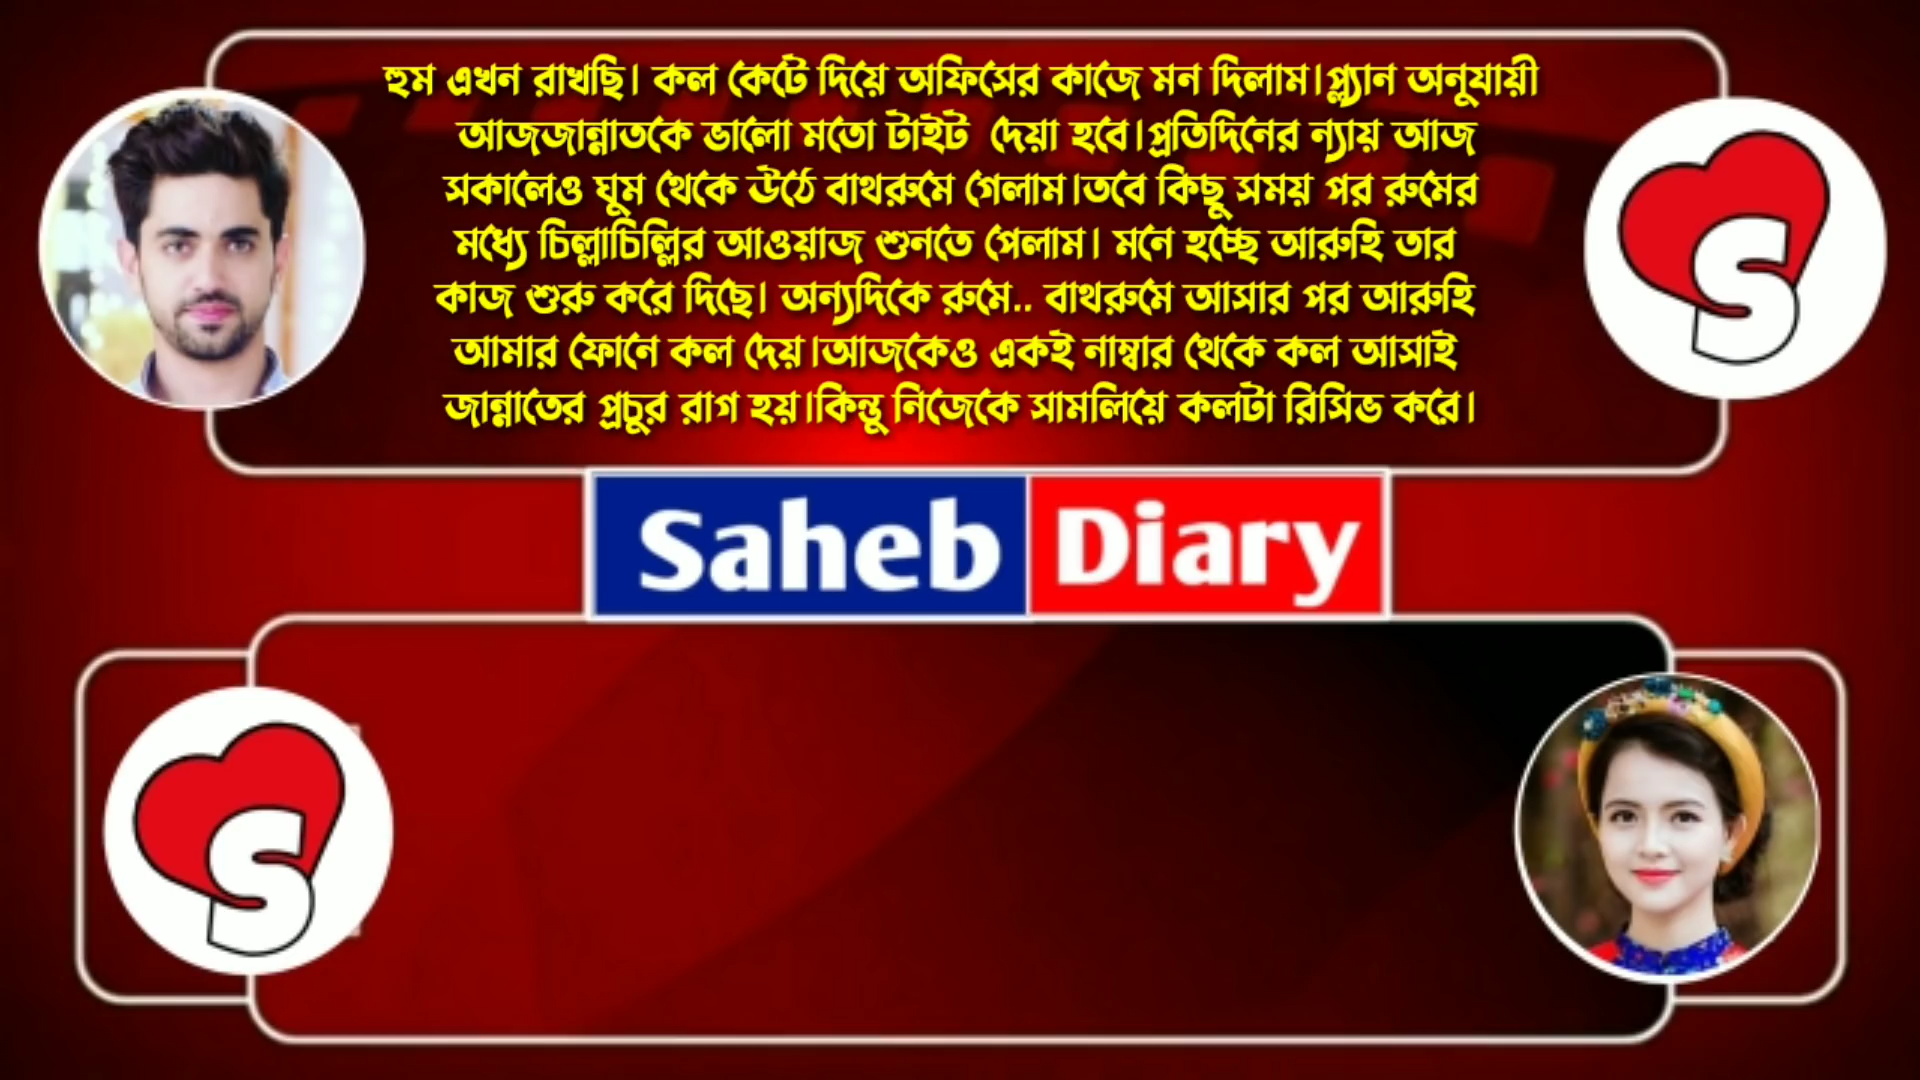 হুম এখন রাখছি। কল কেটে দিয়ে অফিসের কাজে মন দিলাম।প্ল্যান অনুযায়ী
আজজান্নাতকে ভালো মতো টাইট দেয়া হবে।প্রতিদিনের ন্যায় আজ
সকালেও ঘুম থেকে উঠে বাথরুমে গেলাম।তবে কিছু সময় পর রুমের
মধ্যে চিল্লাচিল্লির আওয়াজ শুনতে পেলাম। মনে হচ্ছে আরুহি তার
কাজ শুরু করে দিছে। অন্যদিকে রুমে.. বাথরুমে আসার পর আরুহি
আমার ফোনে কল দেয়।আজকেও একই নাম্বার থেকে কল আসাই
জান্নাতের প্রচুর রাগ হয়।কিন্তু নিজেকে সামলিয়ে কলটা রিসিভ করে।
S
Saheb Diary
S